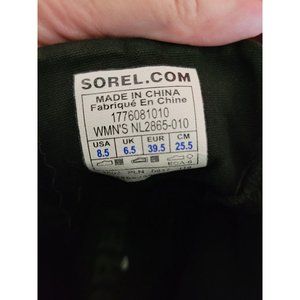 SOREL.COM
MADE IN CHINA
Fabriqué En Chine
1776081010
WMN'S NL2865-010
USA UK EUR CM
8.5 6.5 39.5 25.5